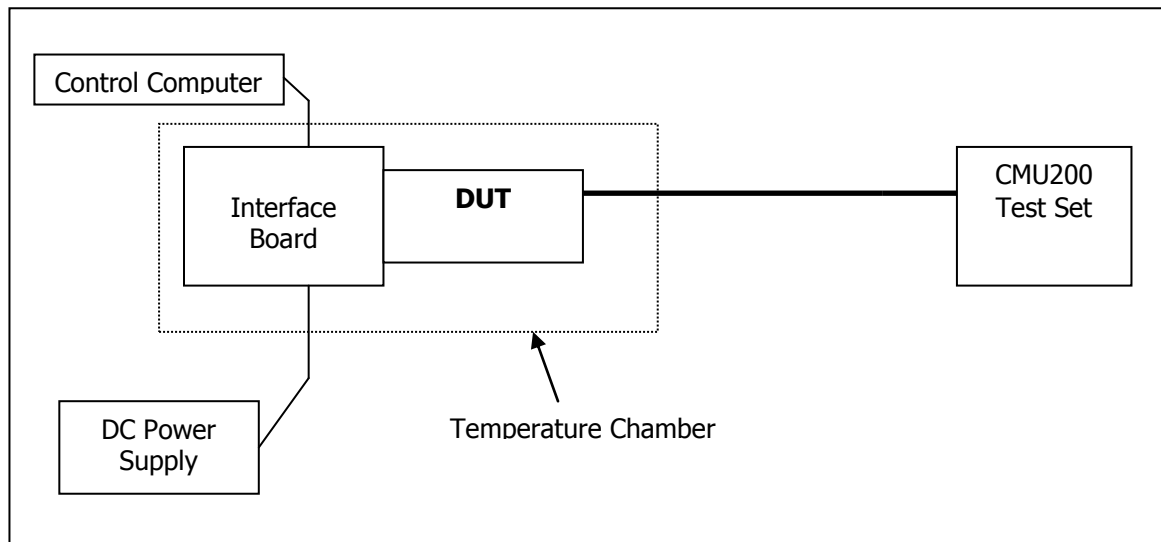 Control Computer
Interface
Board
DUT
CMU200
Test Set
DC Power
Supply
Temperature Chamber